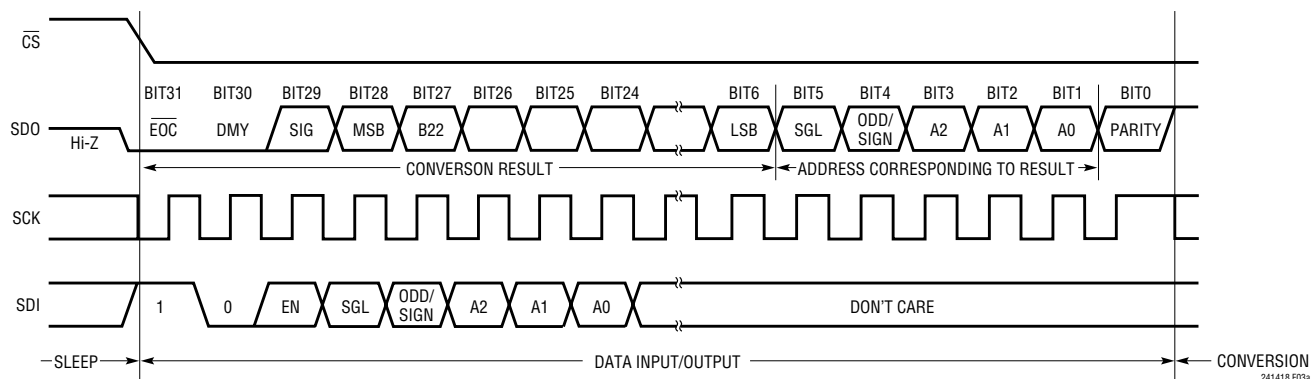 CS
BIT31 BIT30 BIT29 BIT28 BIT27 BIT26 BIT25 BIT24 BIT6 BIT5 BIT4 BIT3 BIT2 BIT1 BIT0
SDO Hi-Z EOC DMY SIG MSB B22 LSB SGL ODD/SIGN A2 A1 A0 PARITY
CONVERSON RESULT ADDRESS CORRESPONDING TO RESULT
SCK
SDI 1 0 EN SGL ODD/SIGN A2 A1 A0 DON'T CARE
SLEEP DATA INPUT/OUTPUT CONVERSION
241418 F03a